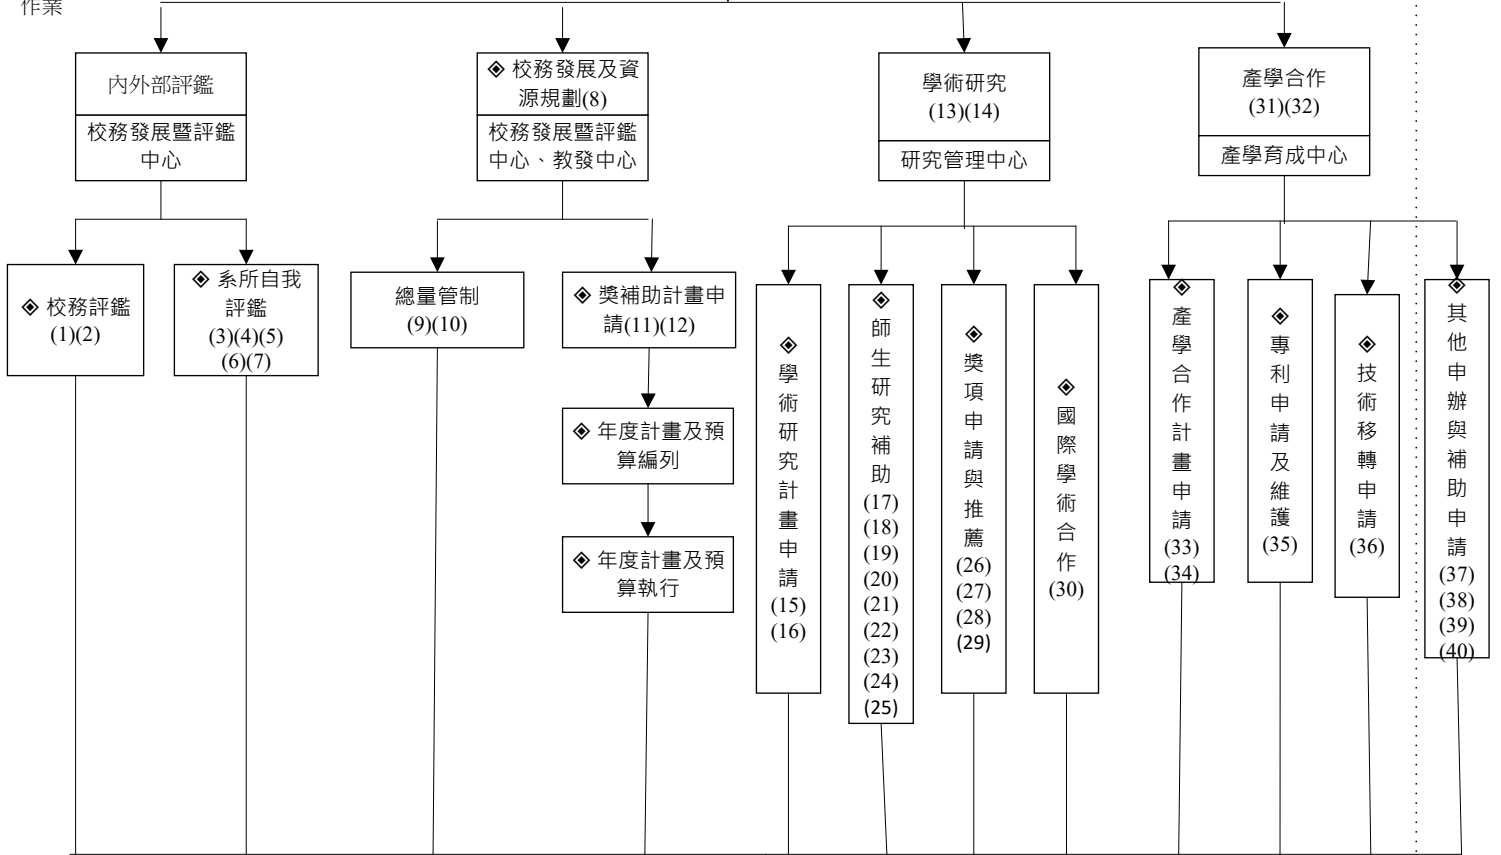 作業
內外部評鑑
校務發展暨評鑑
中心
◈ 校務發展及資
源規劃(8)
校務發展暨評鑑
中心、教發中心
學術研究
(13)(14)
研究管理中心
產學合作
(31)(32)
產學育成中心
◈ 校務評鑑
(1)(2)
◈ 系所自我
評鑑
(3)(4)(5)
(6)(7)
總量管制
(9)(10)
◈ 獎補助計畫申
請(11)(12)
◈ 年度計畫及預
算編列
◈ 年度計畫及預
算執行
◈
學
術
研
究
計
畫
申
請
(15)
(16)
◈
師
生
研
究
補
助
(17)
(18)
(19)
(20)
(21)
(22)
(23)
(24)
(25)
◈
獎
項
申
請
與
推
薦
(26)
(27)
(28)
(29)
◈
國
際
學
術
合
作
(30)
◈
產
學
合
作
計
畫
申
請
(33)
(34)
◈
專
利
申
請
及
維
護
(35)
◈
技
術
移
轉
申
請
(36)
◈
其
他
申
辦
與
補
助
申
請
(37)
(38)
(39)
(40)